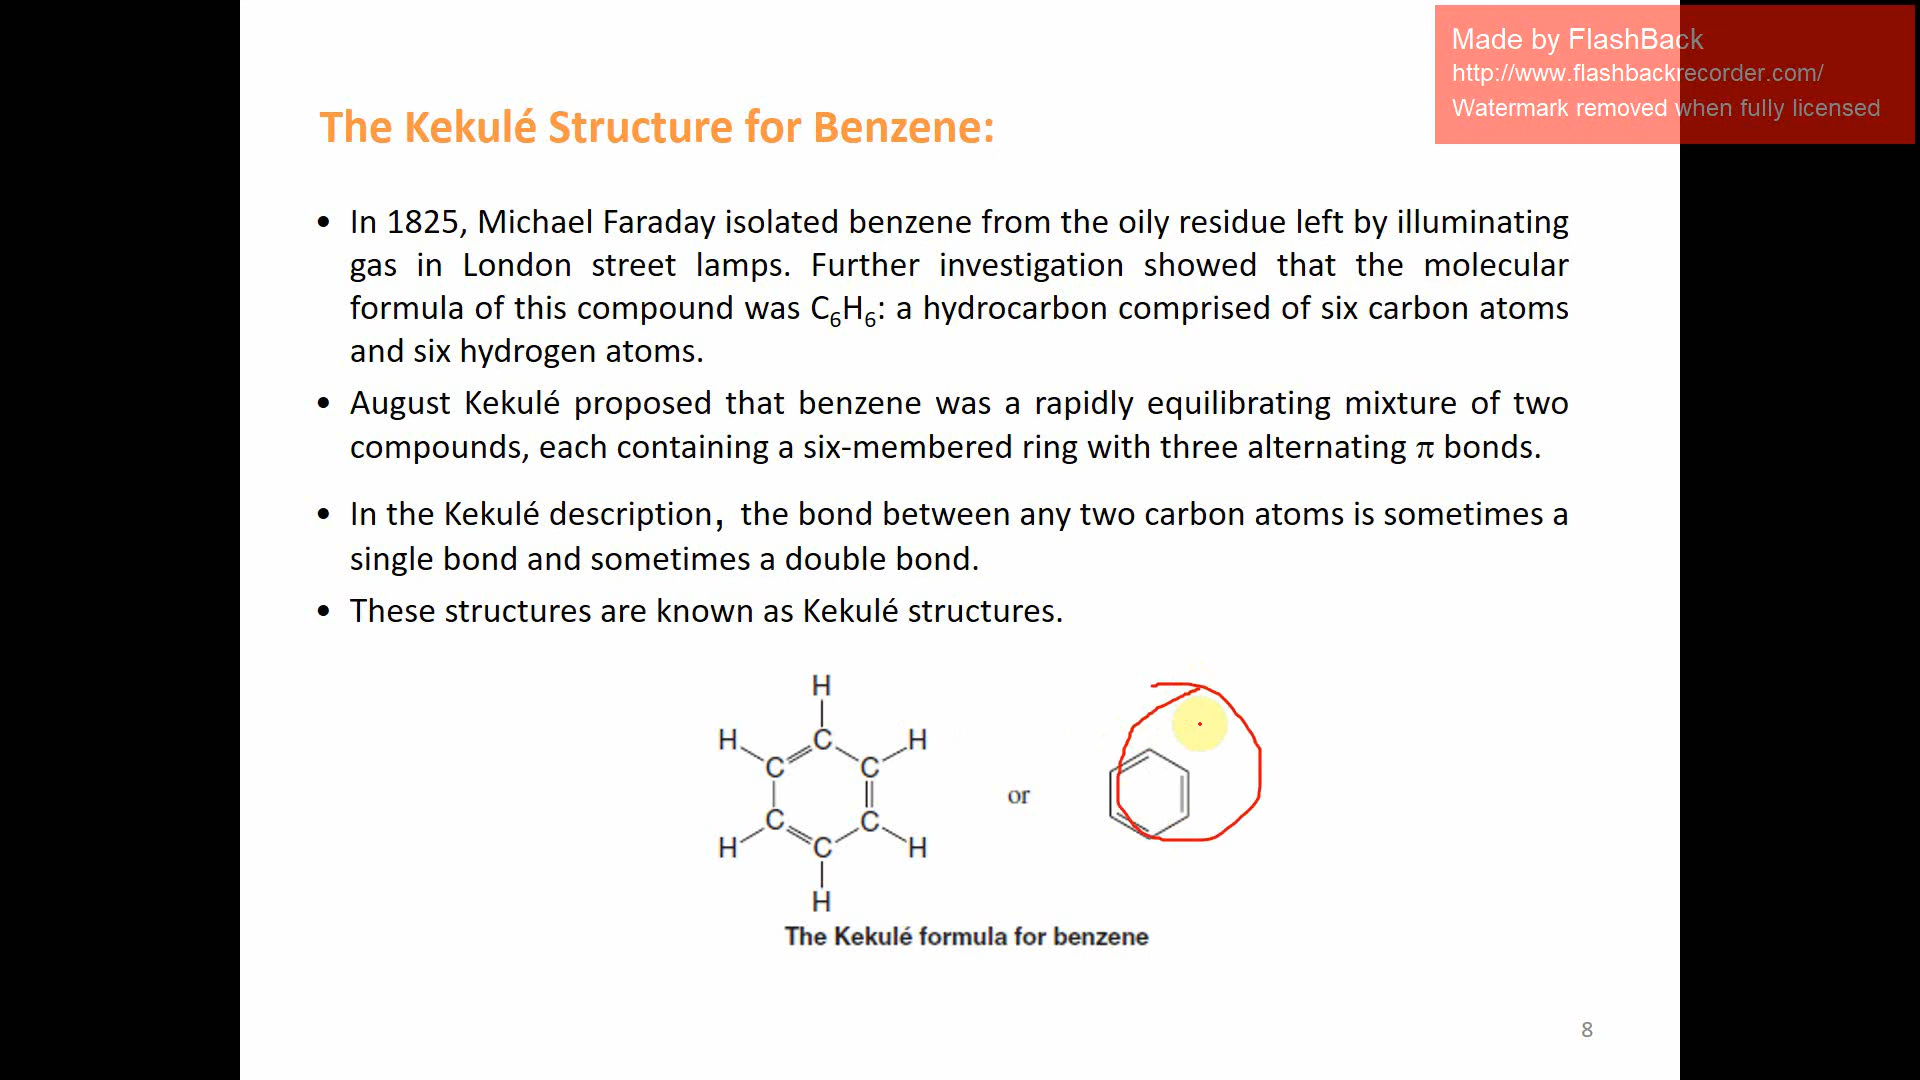 Made by FlashBack
http://www.flashbackrecorder.com/
Watermark removed when fully licensed
The Kekulé Structure for Benzene:
• In 1825, Michael Faraday isolated benzene from the oily residue left by illuminating
gas in London street lamps. Further investigation showed that the molecular
formula of this compound was C₆H₆: a hydrocarbon comprised of six carbon atoms
and six hydrogen atoms.
• August Kekulé proposed that benzene was a rapidly equilibrating mixture of two
compounds, each containing a six-membered ring with three alternating π bonds.
• In the Kekulé description，the bond between any two carbon atoms is sometimes a
single bond and sometimes a double bond.
• These structures are known as Kekulé structures.
H
H C H
C C
or
C C
H C H
H
The Kekulé formula for benzene
8